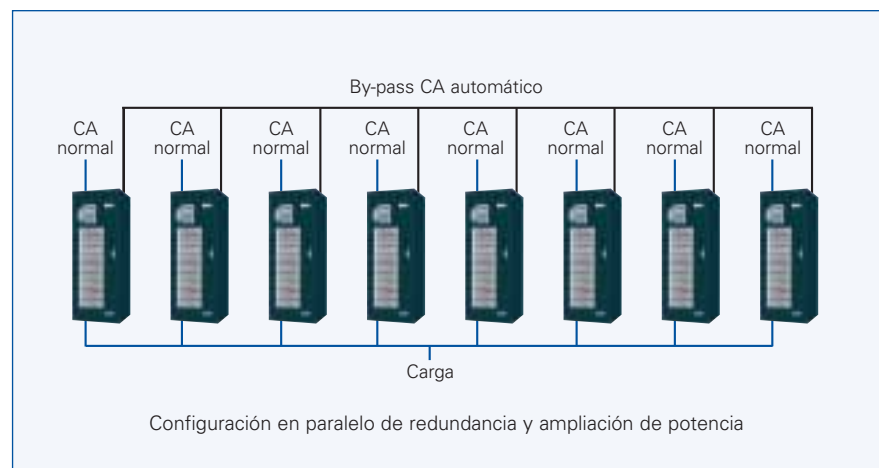 By-pass CA automático
CA normal
CA normal
CA normal
CA normal
CA normal
CA normal
CA normal
CA normal
Carga
Configuración en paralelo de redundancia y ampliación de potencia